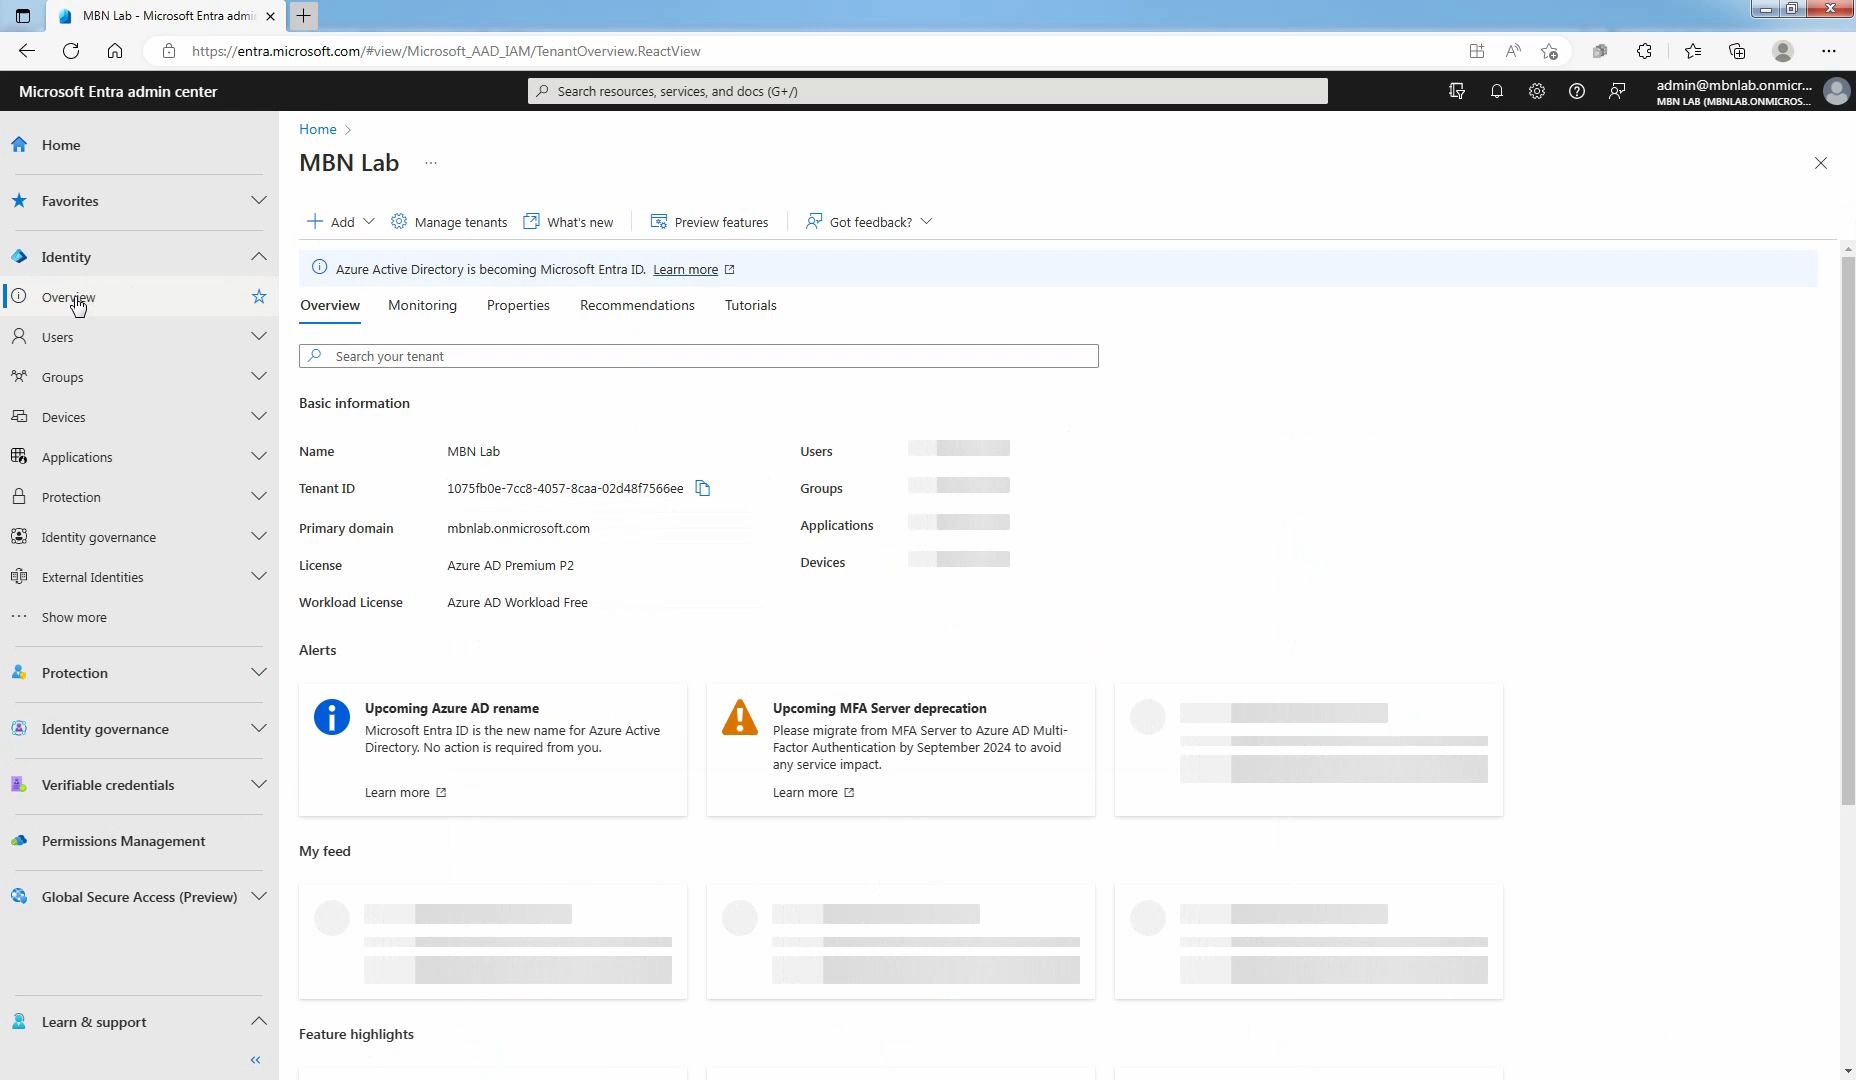 MBN Lab - Microsoft Entra admi
https://entra.microsoft.com/#view/Microsoft_AAD_IAM/TenantOverview.ReactView
Microsoft Entra admin center
Search resources, services, and docs (G+/)
admin@mbnlab.onmicr...
MBN LAB (MBNLAB.ONMICROS...
Home
Favorites
Identity
Overview
Users
Groups
Devices
Applications
Protection
Identity governance
External Identities
Show more
Protection
Identity governance
Verifiable credentials
Permissions Management
Global Secure Access (Preview)
Learn & support
Home
MBN Lab
Add
Manage tenants
What's new
Preview features
Got feedback?
Azure Active Directory is becoming Microsoft Entra ID. Learn more
Overview
Monitoring
Properties
Recommendations
Tutorials
Search your tenant
Basic information
Name MBN Lab
Tenant ID 1075fb0e-7cc8-4057-8caa-02d48f7566ee
Primary domain mbnlab.onmicrosoft.com
License Azure AD Premium P2
Workload License Azure AD Workload Free
Users
Groups
Applications
Devices
Alerts
Upcoming Azure AD rename
Microsoft Entra ID is the new name for Azure Active
Directory. No action is required from you.
Learn more
Upcoming MFA Server deprecation
Please migrate from MFA Server to Azure AD Multi-
Factor Authentication by September 2024 to avoid
any service impact.
Learn more
My feed
Feature highlights